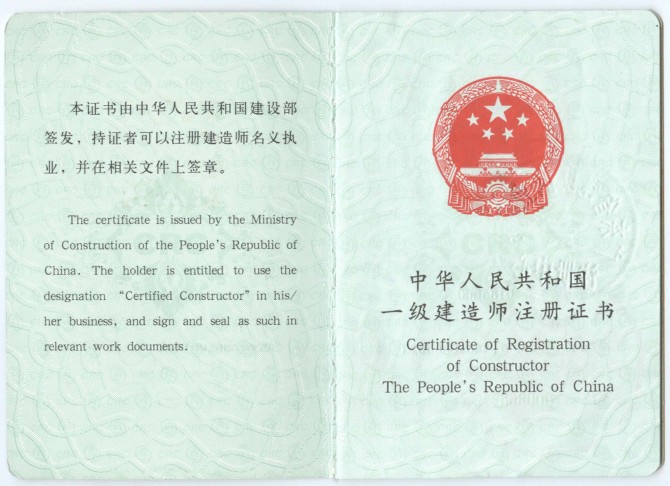 本证书由中华人民共和国建设部
签发，持证者可以注册建造师名义执
业，并在相关文件上签章。
The certificate is issued by the Ministry
of Construction of the People's Republic of
China. The holder is entitled to use the
designation “Certified Constructor” in his/
her business, and sign and seal as such in
relevant work documents.
中华人民共和国
一级建造师注册证书
Certificate of Registration
of Constructor
The People's Republic of China